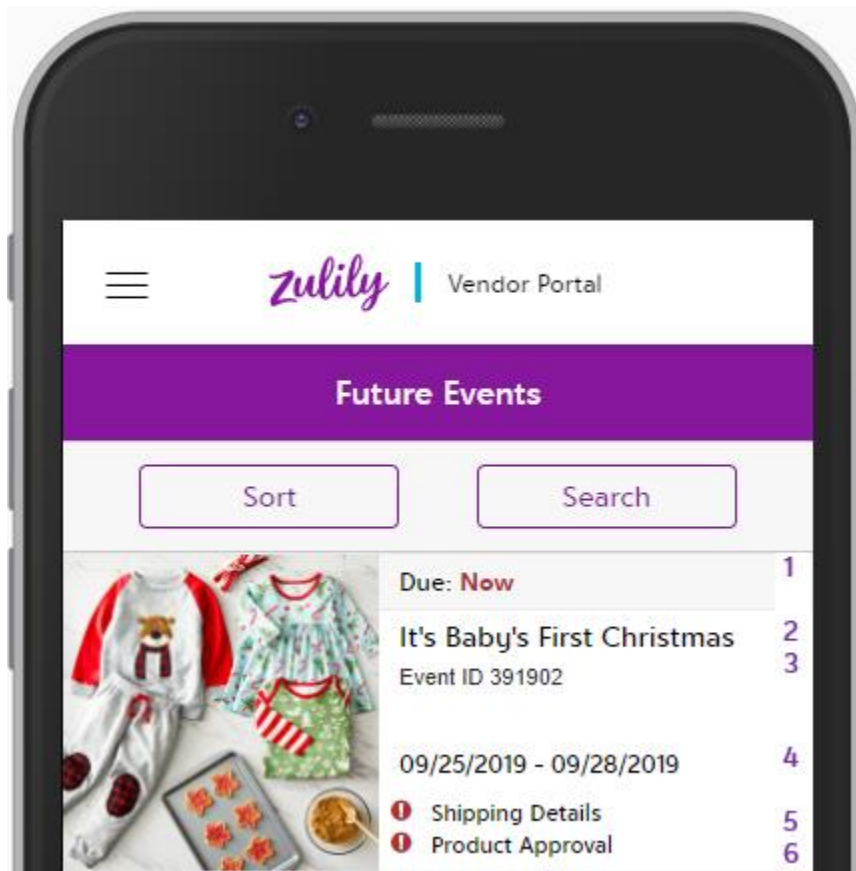 zulily | Vendor Portal
Future Events
Sort Search
Due: Now 1
It's Baby's First Christmas 2
Event ID 391902 3
09/25/2019 - 09/28/2019 4
Shipping Details 5
Product Approval 6